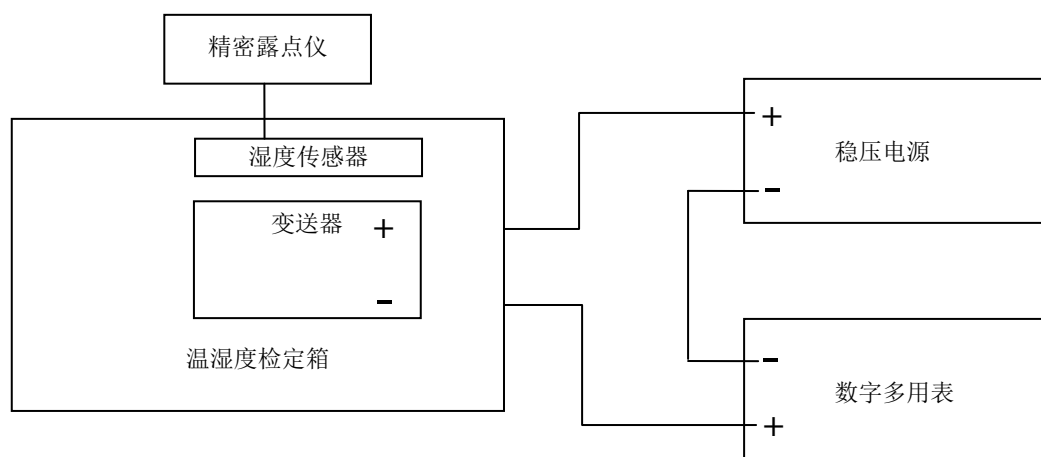 精密露点仪
湿度传感器
变送器 +
-
温湿度检定箱
+
稳压电源
-
-
数字多用表
+